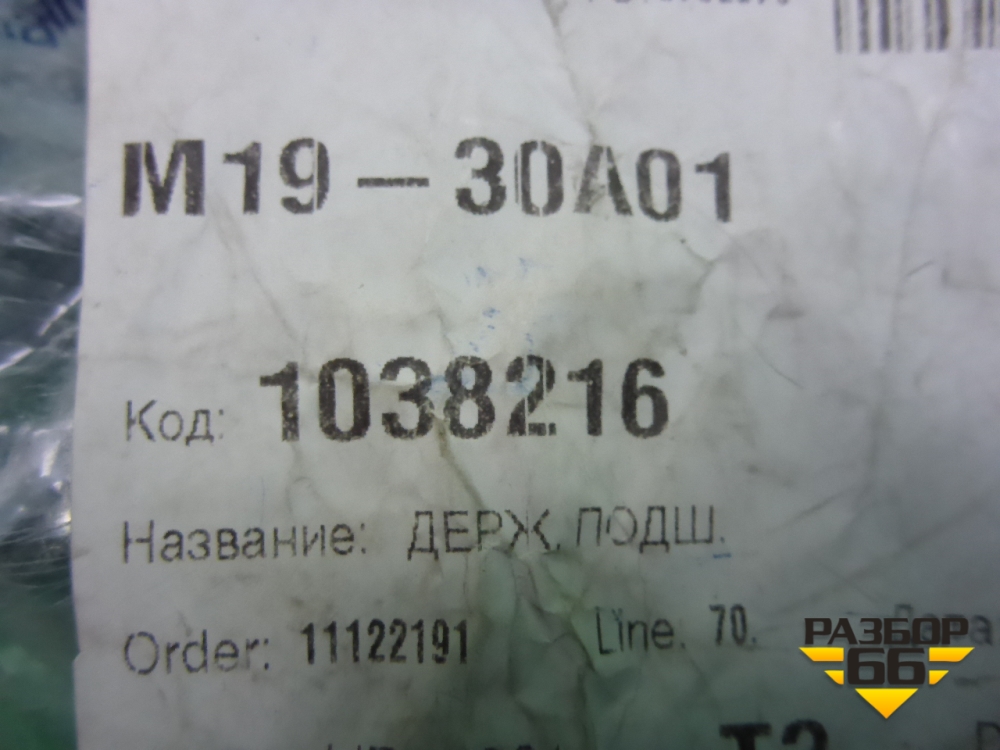 M19-30A01
Код: 1038216
Название: ДЕРЖ, ПОДШ.
Order: 11122191 Line. 70.
РАЗБОР
66